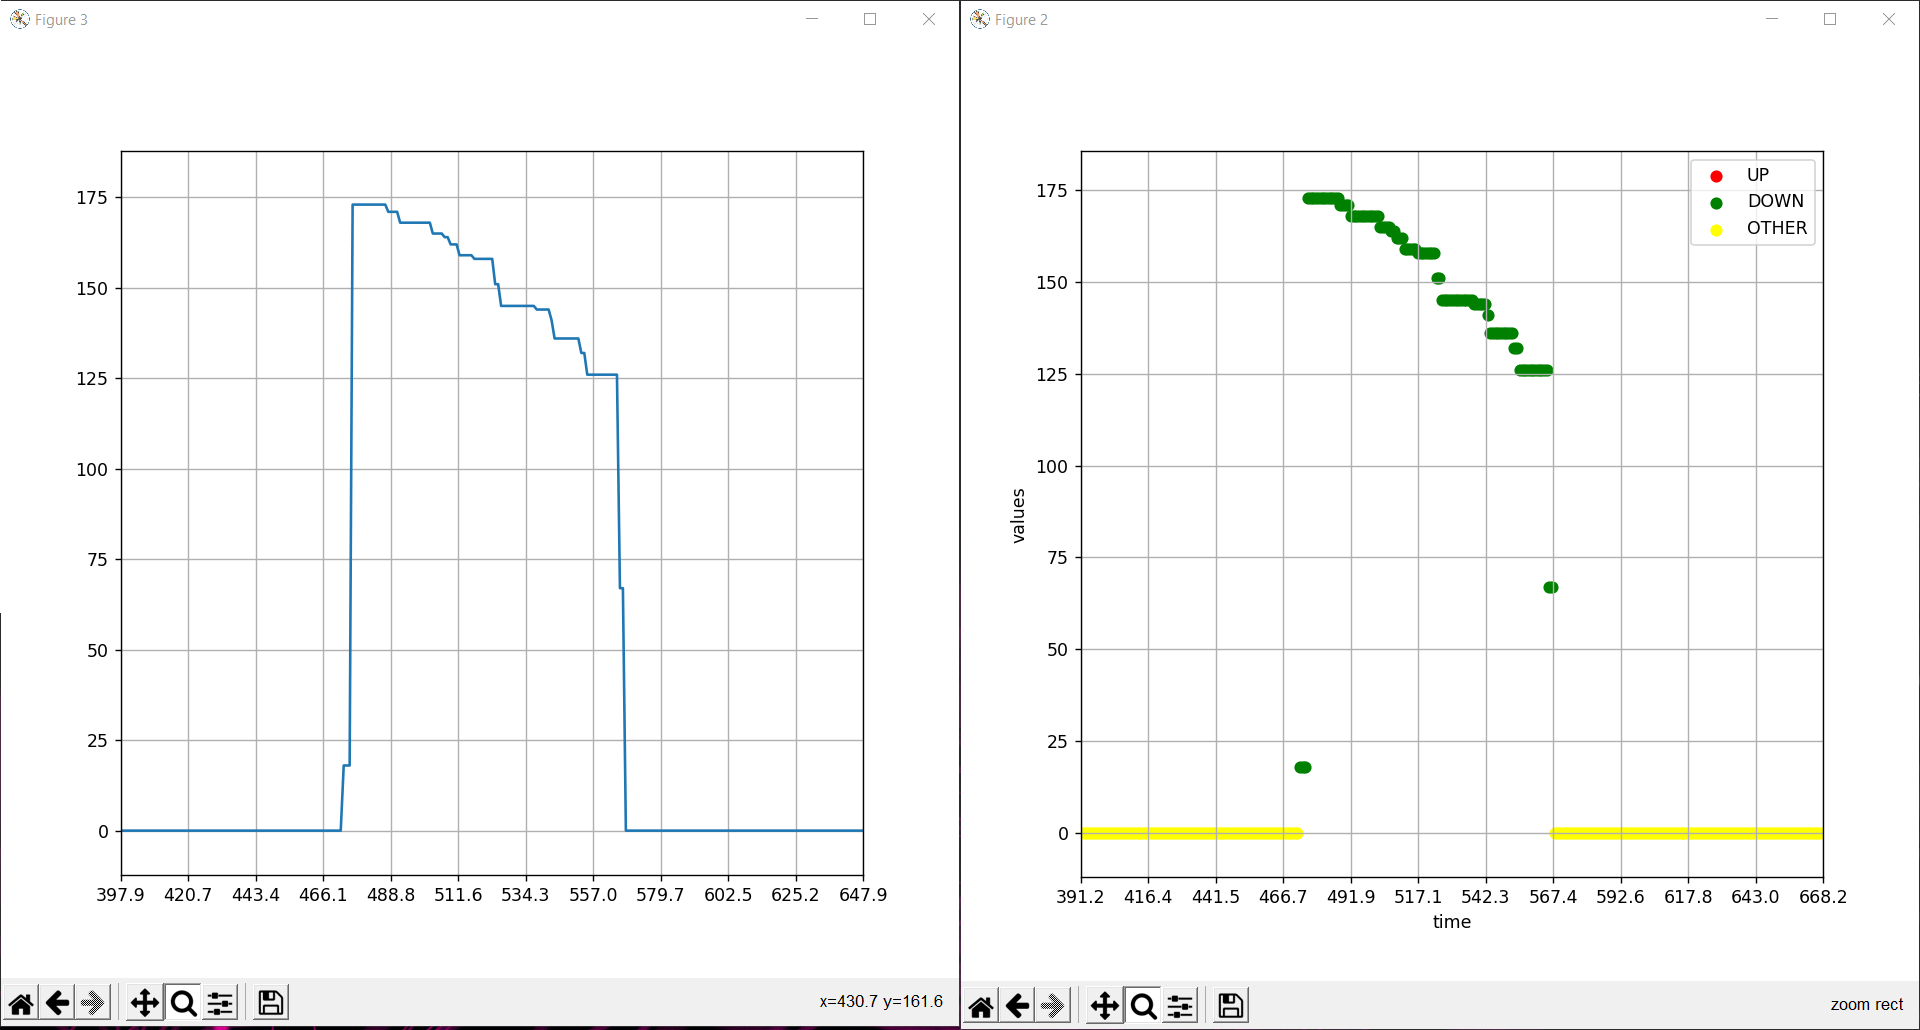 Figure 3
175
150
125
100
75
50
25
0
397.9 420.7 443.4 466.1 488.8 511.6 534.3 557.0 579.7 602.5 625.2 647.9
x=430.7 y=161.6
Figure 2
UP
DOWN
OTHER
175
150
125
100
75
50
25
0
values
391.2 416.4 441.5 466.7 491.9 517.1 542.3 567.4 592.6 617.8 643.0 668.2
time
zoom rect